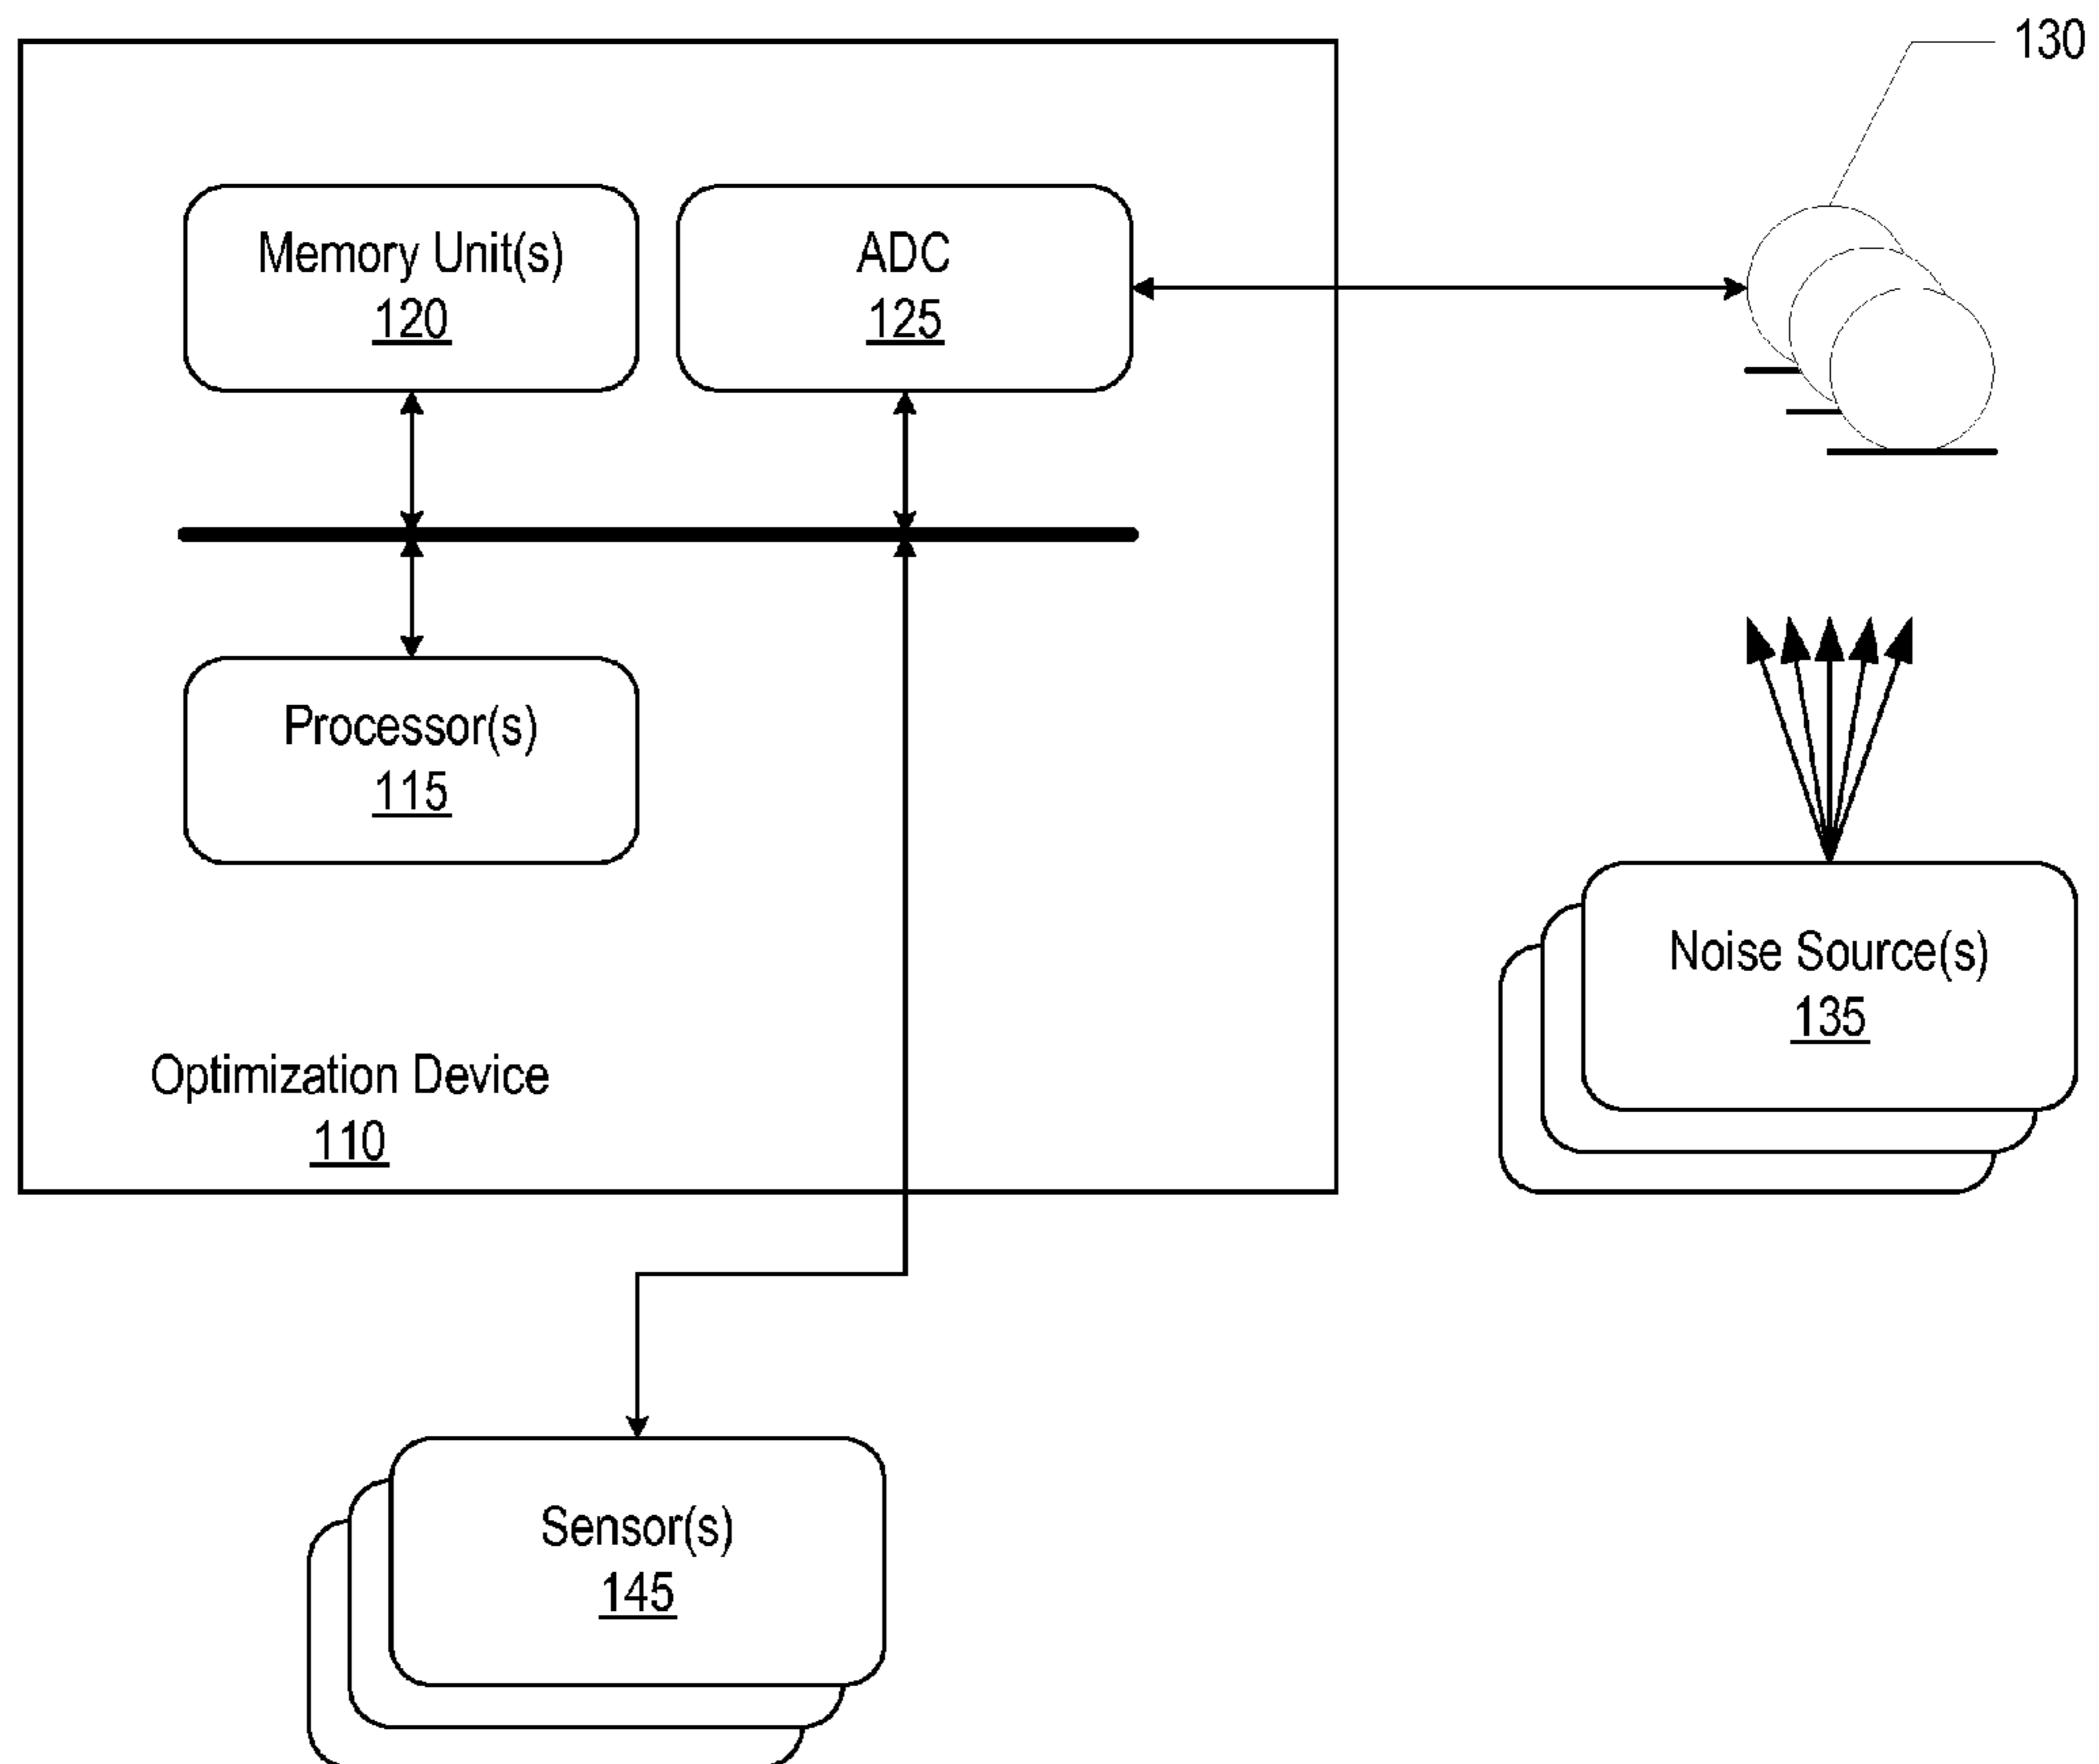 130
Memory Unit(s)
120
ADC
125
Processor(s)
115
Noise Source(s)
135
Optimization Device
110
Sensor(s)
145